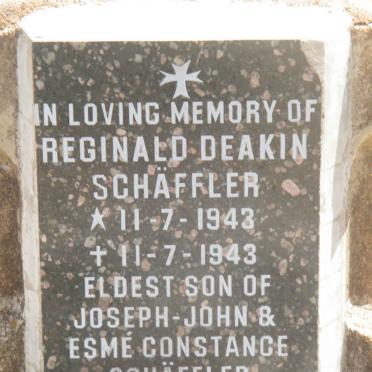 IN LOVING MEMORY OF
REGINALD DEAKIN
SCHÄFFLER
★ 11-7-1943
✝ 11-7-1943
ELDEST SON OF
JOSEPH-JOHN &
ESMÉ CONSTANCE
SCHÄFFLER